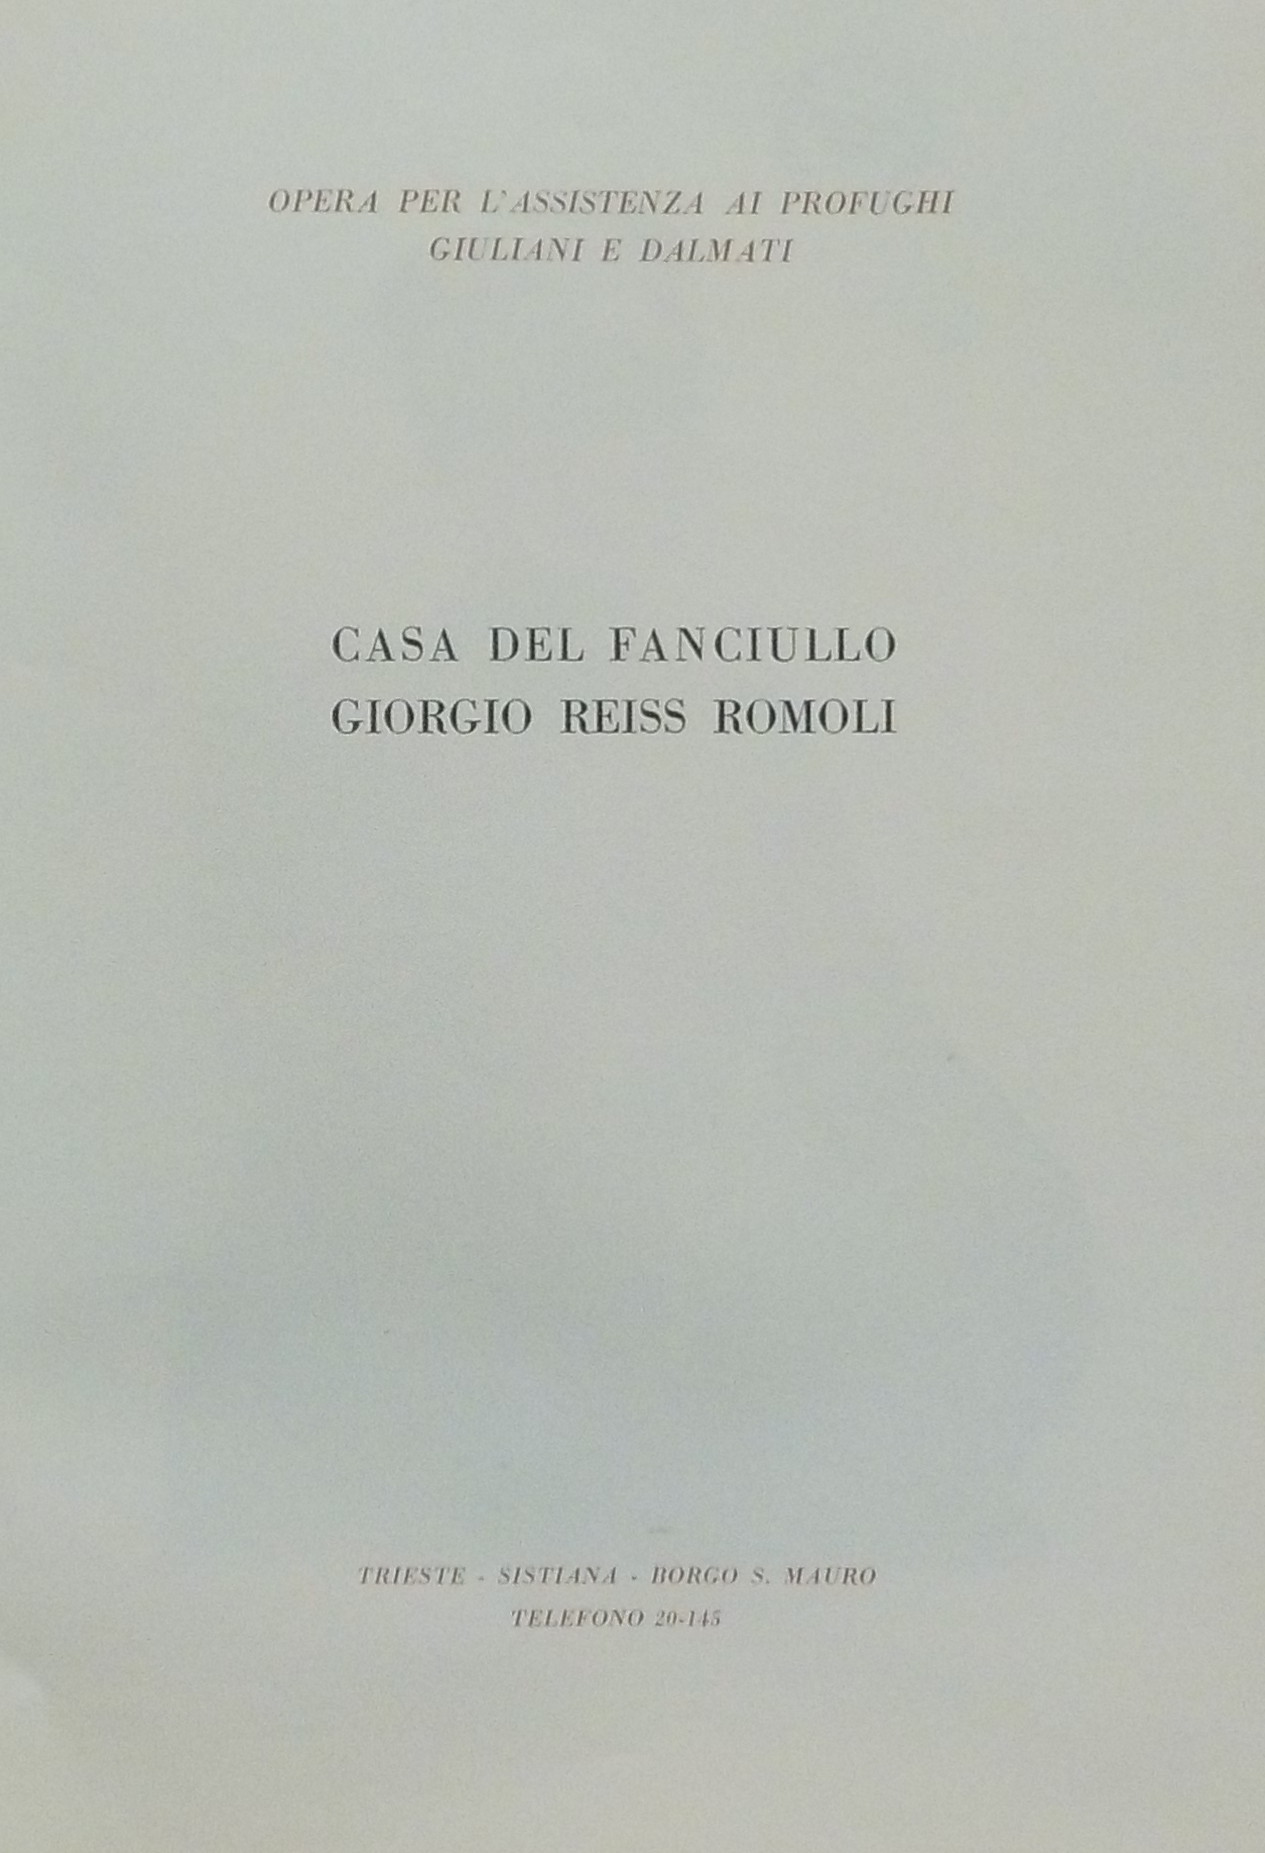 OPERA PER L'ASSISTENZA AI PROFUGHI
GIULIANI E DALMATI
CASA DEL FANCIULLO
GIORGIO REISS ROMOLI
TRIESTE - SISTIANA - BORGO S. MAURO
TELEFONO 20-145